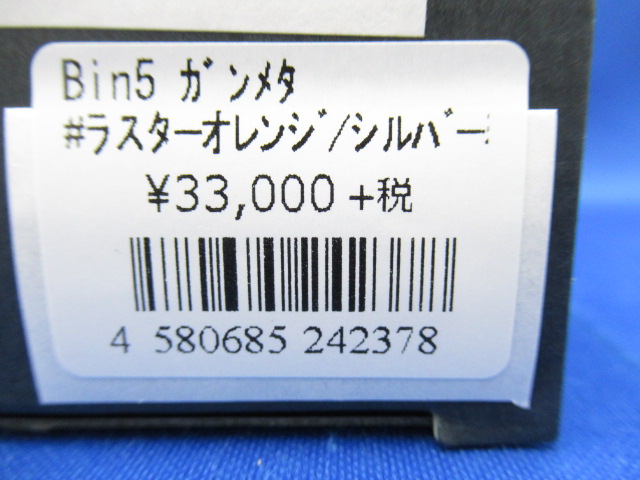 Bin5 ガンメタ
#ラスターオレンジ/シルバー
¥33,000 +税
4 580685 242378